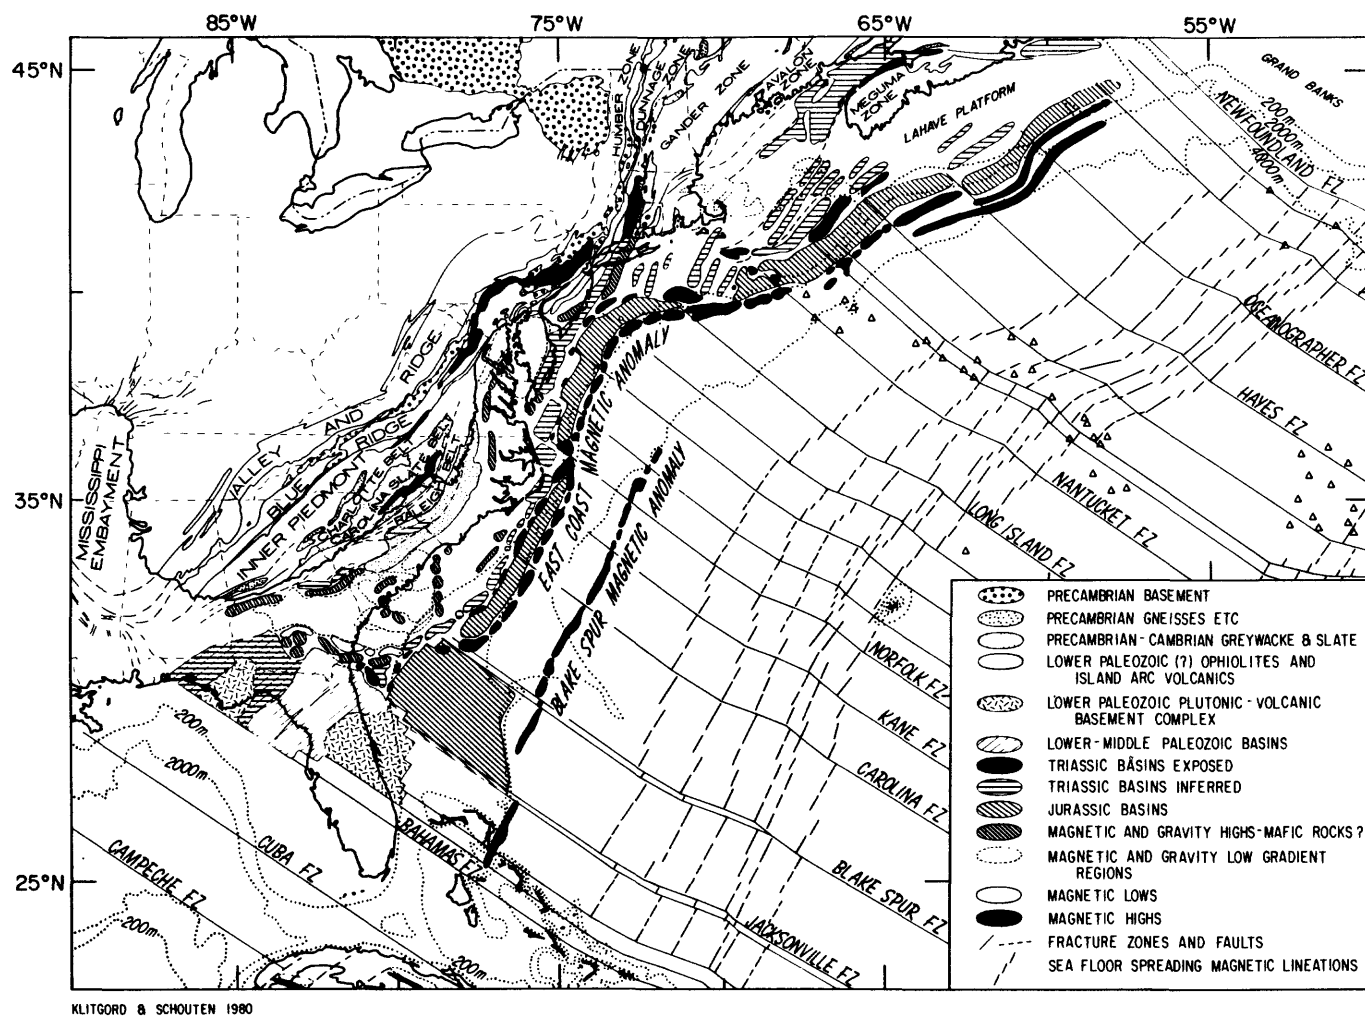 85°W
75°W
65°W
55°W
45°N
35°N
25°N
HUMBER ZONE
DUNNAGE ZONE
GANDER ZONE
AVALON ZONE
MEGUMA ZONE
LAHAVE PLATFORM
GRAND BANKS
200m
2000m
4000m
NEWFOUNDLAND FZ
OCEANOGRAPHER FZ
HAYES FZ
NANTUCKET FZ
LONG ISLAND FZ
NORFOLK FZ
KANE FZ
CAROLINA FZ
BLAKE SPUR FZ
JACKSONVILLE FZ
BAHAMAS FZ
CUBA FZ
CAMPECHE FZ
VALLEY AND RIDGE
BLUE RIDGE
INNER PIEDMONT
CHARLOTTE BELT
CAROLINA SLATE BELT
RALEIGH BELT
MISSISSIPPI
EMBAYMENT
EAST COAST MAGNETIC ANOMALY
BLAKE SPUR MAGNETIC ANOMALY
200m
2000m
200m
200m
PRECAMBRIAN BASEMENT
PRECAMBRIAN GNEISSES ETC
PRECAMBRIAN-CAMBRIAN GREYWACKE & SLATE
LOWER PALEOZOIC (?) OPHIOLITES AND
ISLAND ARC VOLCANICS
LOWER PALEOZOIC PLUTONIC-VOLCANIC
BASEMENT COMPLEX
LOWER-MIDDLE PALEOZOIC BASINS
TRIASSIC BASINS EXPOSED
TRIASSIC BASINS INFERRED
JURASSIC BASINS
MAGNETIC AND GRAVITY HIGHS-MAFIC ROCKS?
MAGNETIC AND GRAVITY LOW GRADIENT
REGIONS
MAGNETIC LOWS
MAGNETIC HIGHS
FRACTURE ZONES AND FAULTS
SEA FLOOR SPREADING MAGNETIC LINEATIONS
KLITGORD & SCHOUTEN 1980